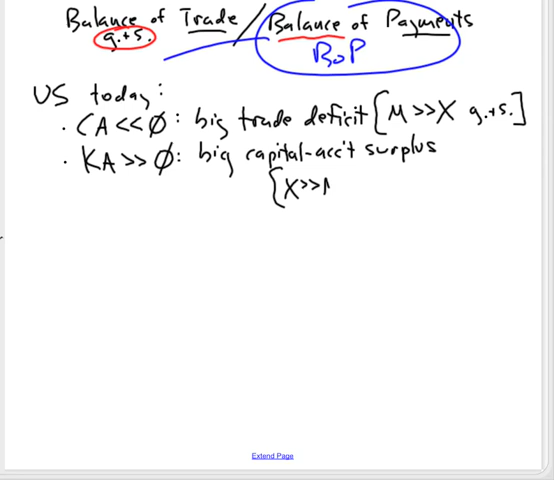 Balance of Trade / Balance of Payments
g.+s. BoP
US today:
· CA << Ø: big trade deficit [M >> X g.+s.]
· KA >> Ø: big capital-acc't surplus
[X>>
Extend Page